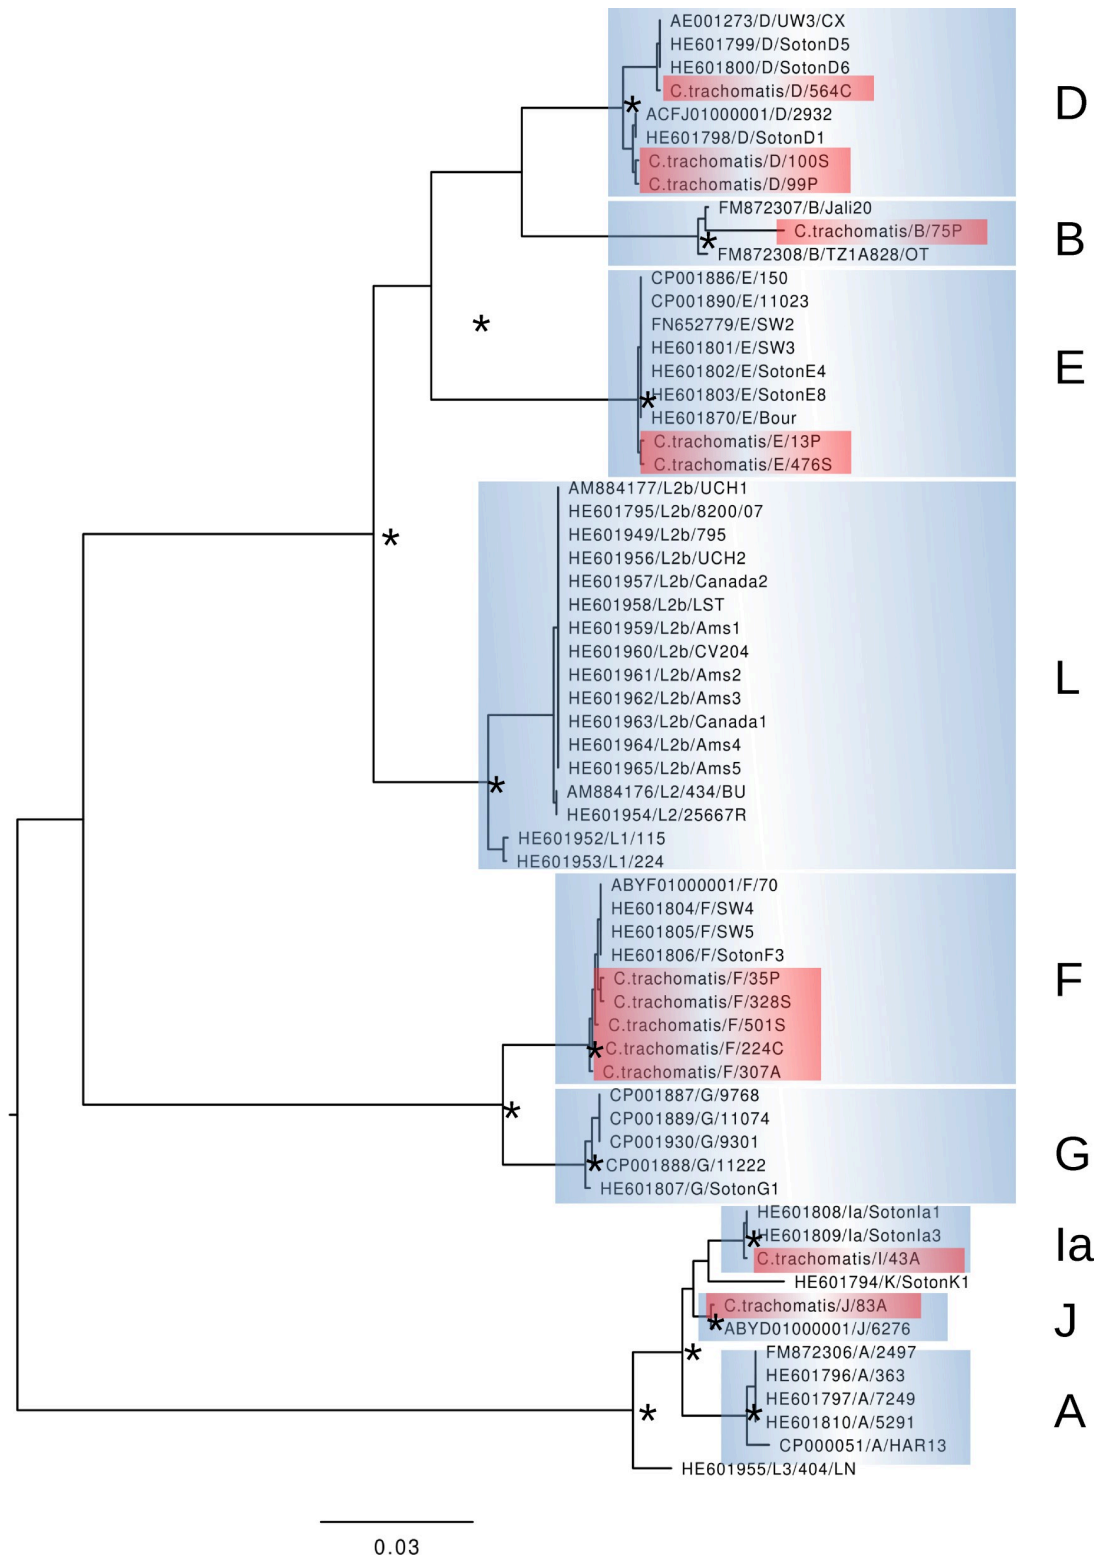 AE001273/D/UW3/CX
HE601799/D/SotonD5
HE601800/D/SotonD6
C.trachomatis/D/564C
ACFJ01000001/D/2932
HE601798/D/SotonD1
C.trachomatis/D/100S
C.trachomatis/D/99P
D
FM872307/B/Jali20
C.trachomatis/B/75P
FM872308/B/TZ1A828/OT
B
CP001886/E/150
CP001890/E/11023
FN652779/E/SW2
HE601801/E/SW3
HE601802/E/SotonE4
HE601803/E/SotonE8
HE601870/E/Bour
C.trachomatis/E/13P
C.trachomatis/E/476S
E
AM884177/L2b/UCH1
HE601795/L2b/8200/07
HE601949/L2b/795
HE601956/L2b/UCH2
HE601957/L2b/Canada2
HE601958/L2b/LST
HE601959/L2b/Ams1
HE601960/L2b/CV204
HE601961/L2b/Ams2
HE601962/L2b/Ams3
HE601963/L2b/Canada1
HE601964/L2b/Ams4
HE601965/L2b/Ams5
AM884176/L2/434/BU
HE601954/L2/25667R
HE601952/L1/115
HE601953/L1/224
L
ABYF01000001/F/70
HE601804/F/SW4
HE601805/F/SW5
HE601806/F/SotonF3
C.trachomatis/F/35P
C.trachomatis/F/328S
C.trachomatis/F/501S
C.trachomatis/F/224C
C.trachomatis/F/307A
F
CP001887/G/9768
CP001889/G/11074
CP001930/G/9301
CP001888/G/11222
HE601807/G/SotonG1
G
HE601808/Ia/SotonIa1
HE601809/Ia/SotonIa3
C.trachomatis/I/43A
Ia
HE601794/K/SotonK1
C.trachomatis/J/83A
ABYD01000001/J/6276
J
FM872306/A/2497
HE601796/A/363
HE601797/A/7249
HE601810/A/5291
CP000051/A/HAR13
A
HE601955/L3/404/LN
0.03